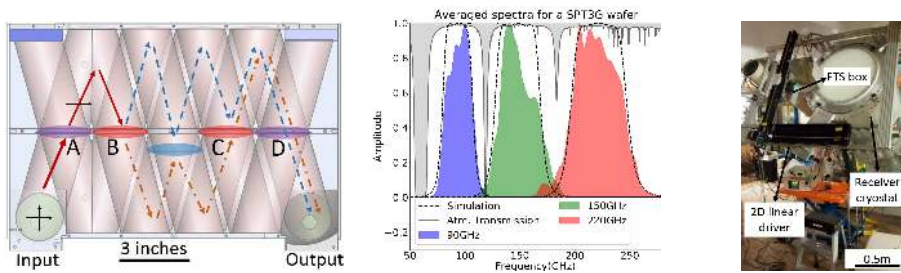 A
B
C
D
Input
3 inches
Output
Averaged spectra for a SPT3G wafer
1.0
0.8
0.6
0.4
0.2
0.0
−0.2
Amplitude
Simulation
Atm. Transmission
90GHz
150GHz
220GHz
50
100
150
200
250
Frequency(GHz)
FTS box
Receiver
cryostal
2D linear
driver
0.5m